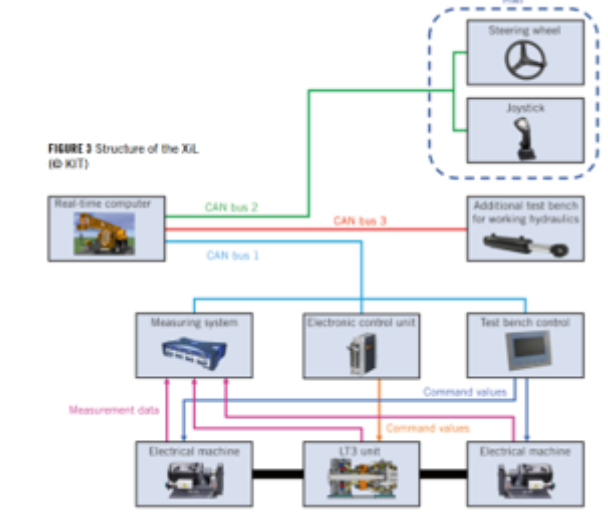 HMI
Steering wheel
Joystick
FIGURE 3 Structure of the XiL
(© KIT)
Real-time computer
CAN bus 2
CAN bus 3
CAN bus 1
Additional test bench
for working hydraulics
Measuring system
Electronic control unit
Test bench control
Command values
Measurement data
Command values
Electrical machine
LT3 unit
Electrical machine